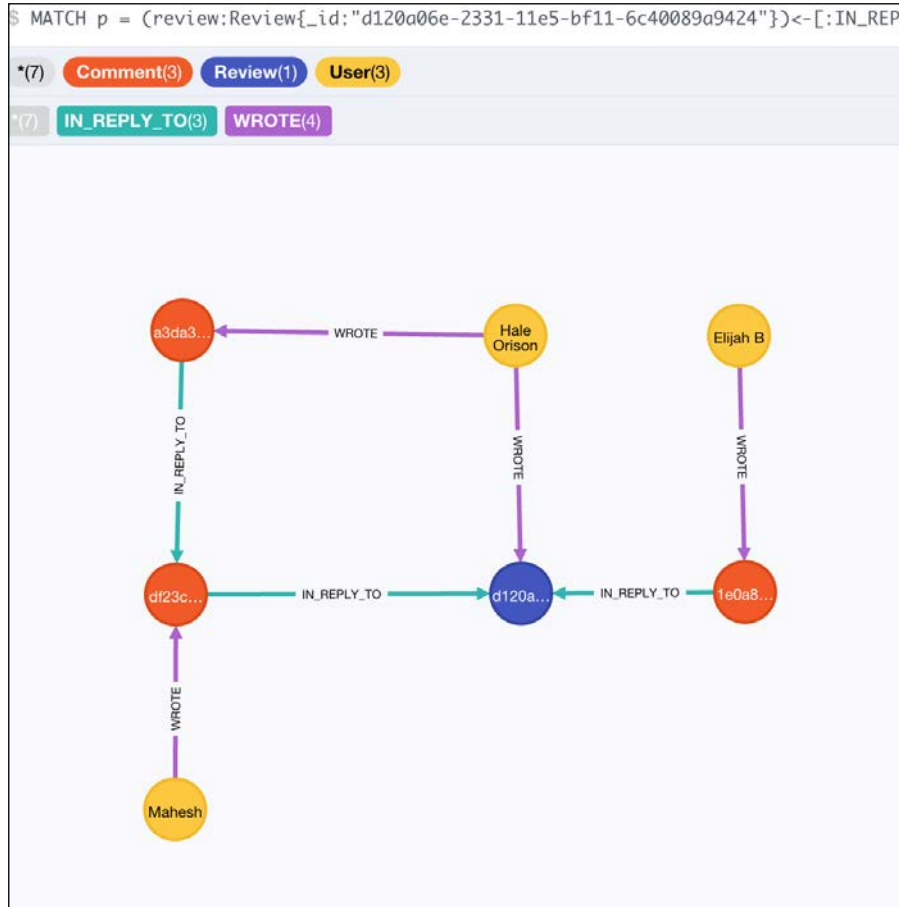 $ MATCH p = (review:Review{_id:"d120a06e-2331-11e5-bf11-6c40089a9424"})<-[:IN_REP
*(7) Comment(3) Review(1) User(3)
*(7) IN_REPLY_TO(3) WROTE(4)
a3da3...
WROTE
Hale
Orison
Elijah B
IN_REPLY_TO
WROTE
WROTE
df23c...
IN_REPLY_TO
d120a...
IN_REPLY_TO
1e0a8...
WROTE
Mahesh